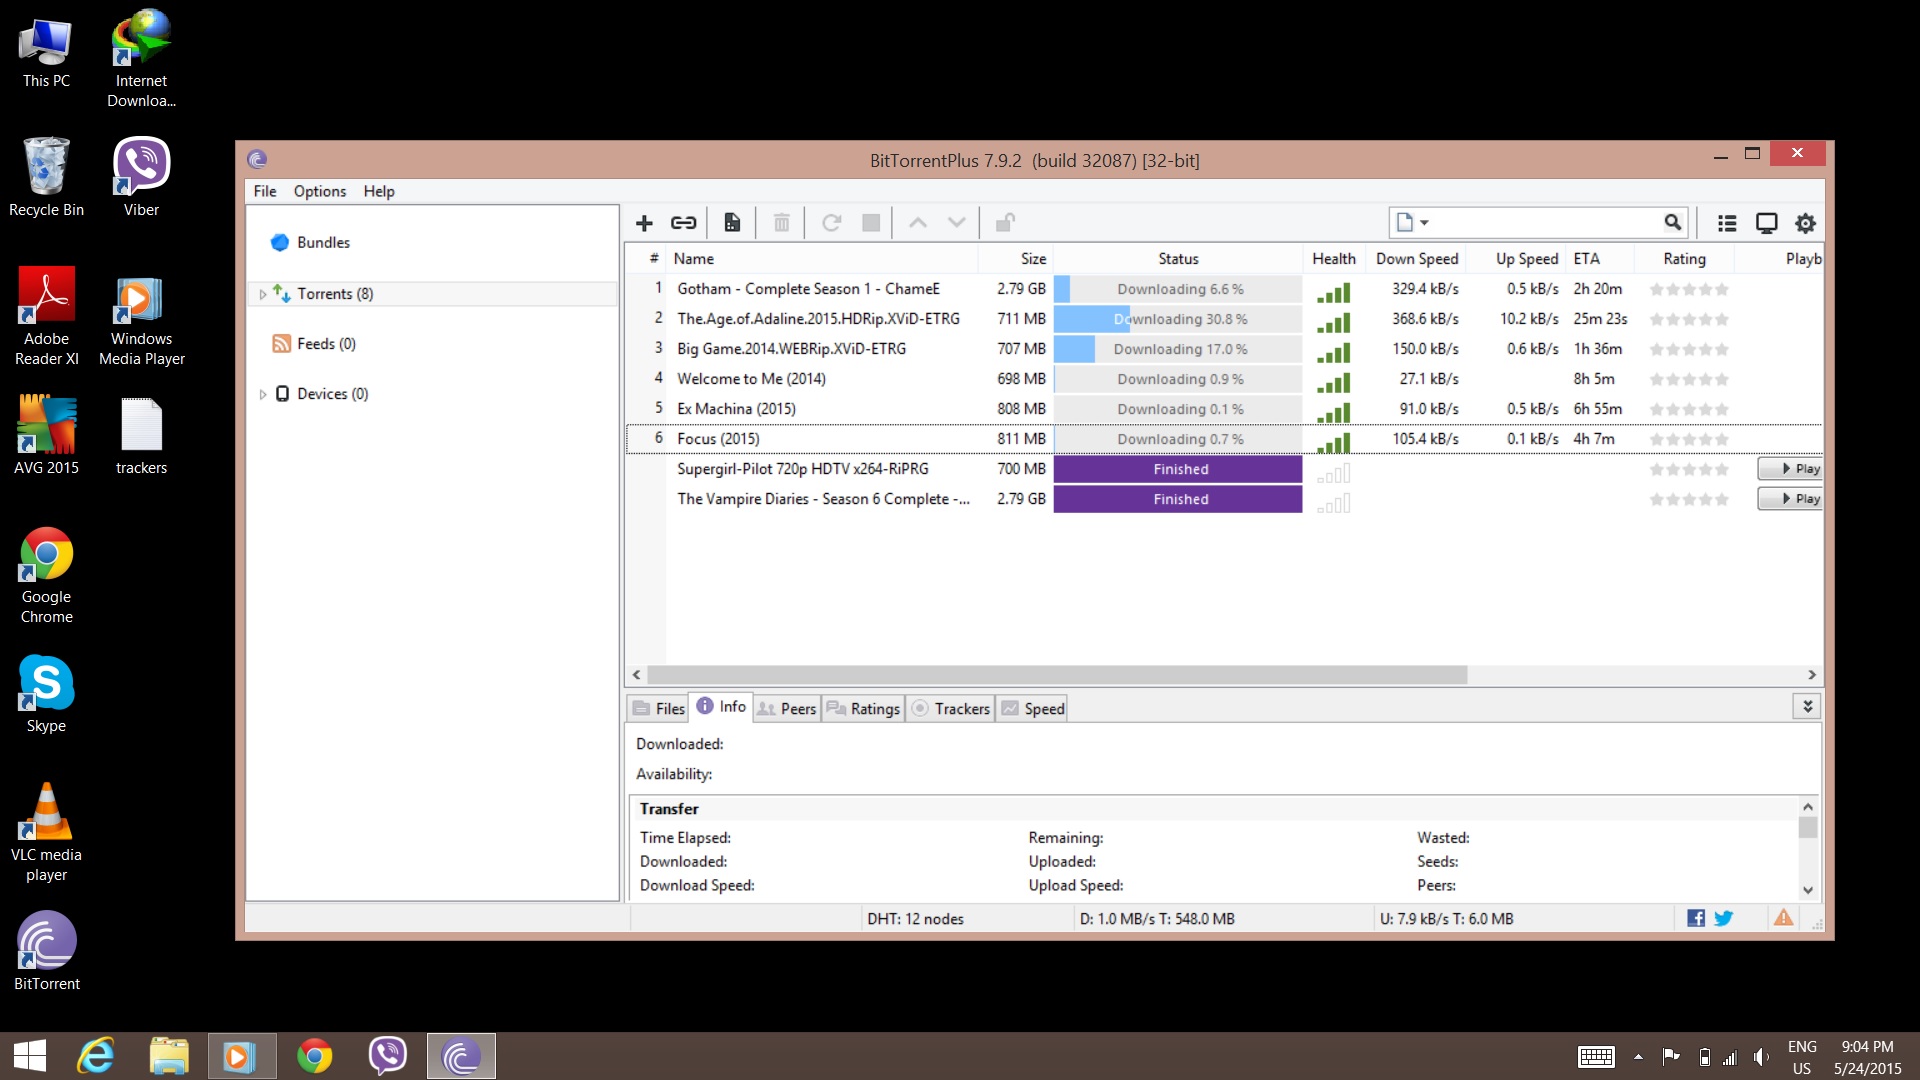 This PC
Internet
Downloa...
Recycle Bin
Viber
Adobe
Reader XI
Windows
Media Player
AVG 2015
trackers
Google
Chrome
Skype
VLC media
player
BitTorrent
BitTorrentPlus 7.9.2 (build 32087) [32-bit]
File Options Help
Bundles
Torrents (8)
Feeds (0)
Devices (0)
# Name Size Status Health Down Speed Up Speed ETA Rating Playb
1 Gotham - Complete Season 1 - ChameE 2.79 GB Downloading 6.6 % 329.4 kB/s 0.5 kB/s 2h 20m
2 The.Age.of.Adaline.2015.HDRip.XViD-ETRG 711 MB Downloading 30.8 % 368.6 kB/s 10.2 kB/s 25m 23s
3 Big Game.2014.WEBRip.XViD-ETRG 707 MB Downloading 17.0 % 150.0 kB/s 0.6 kB/s 1h 36m
4 Welcome to Me (2014) 698 MB Downloading 0.9 % 27.1 kB/s 8h 5m
5 Ex Machina (2015) 808 MB Downloading 0.1 % 91.0 kB/s 0.5 kB/s 6h 55m
6 Focus (2015) 811 MB Downloading 0.7 % 105.4 kB/s 0.1 kB/s 4h 7m
Supergirl-Pilot 720p HDTV x264-RiPRG 700 MB Finished Play
The Vampire Diaries - Season 6 Complete -... 2.79 GB Finished Play
Files Info Peers Ratings Trackers Speed
Downloaded:
Availability:
Transfer
Time Elapsed: Remaining: Wasted:
Downloaded: Uploaded: Seeds:
Download Speed: Upload Speed: Peers:
DHT: 12 nodes D: 1.0 MB/s T: 548.0 MB U: 7.9 kB/s T: 6.0 MB
ENG 9:04 PM
US 5/24/2015